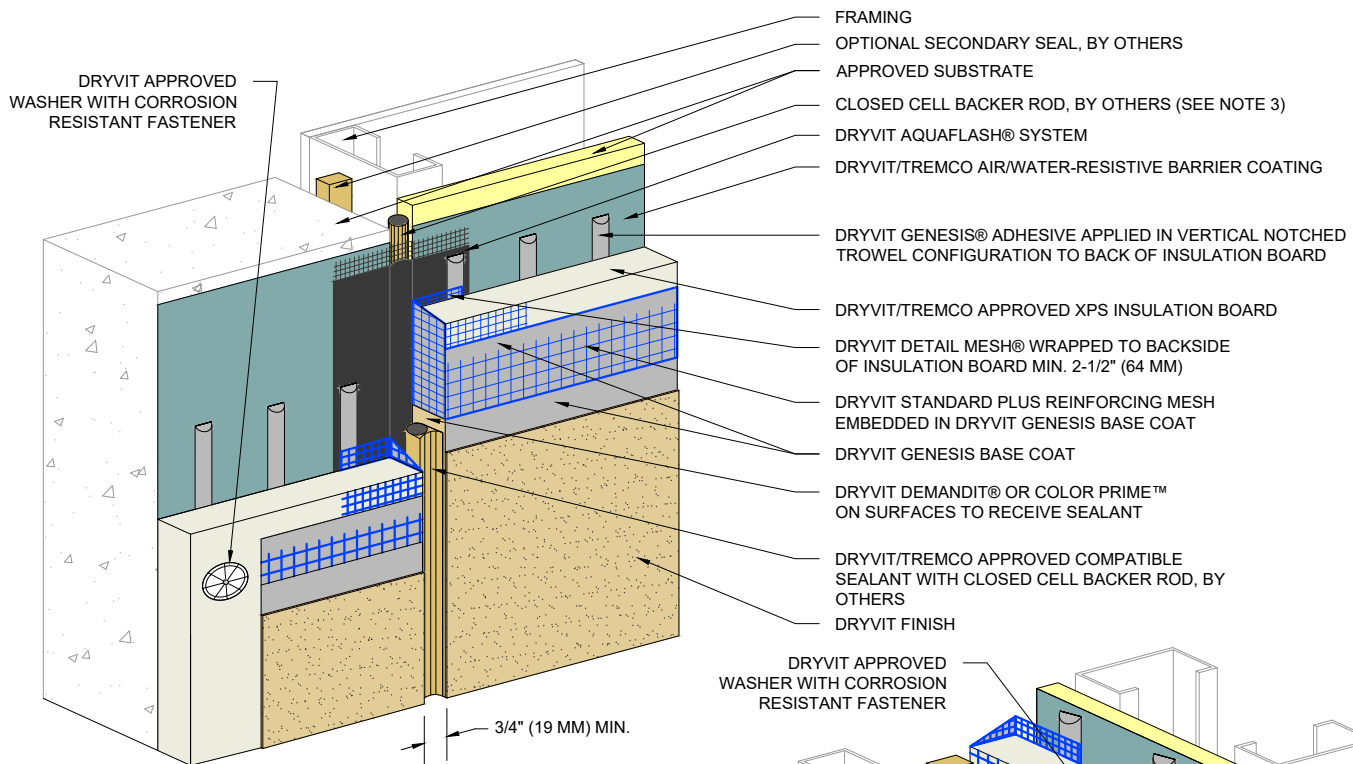 FRAMING
OPTIONAL SECONDARY SEAL, BY OTHERS
APPROVED SUBSTRATE
CLOSED CELL BACKER ROD, BY OTHERS (SEE NOTE 3)
DRYVIT AQUAFLASH® SYSTEM
DRYVIT/TREMCO AIR/WATER-RESISTIVE BARRIER COATING
DRYVIT GENESIS® ADHESIVE APPLIED IN VERTICAL NOTCHED
TROWEL CONFIGURATION TO BACK OF INSULATION BOARD
DRYVIT/TREMCO APPROVED XPS INSULATION BOARD
DRYVIT DETAIL MESH® WRAPPED TO BACKSIDE
OF INSULATION BOARD MIN. 2-1/2" (64 MM)
DRYVIT STANDARD PLUS REINFORCING MESH
EMBEDDED IN DRYVIT GENESIS BASE COAT
DRYVIT GENESIS BASE COAT
DRYVIT DEMANDIT® OR COLOR PRIME™
ON SURFACES TO RECEIVE SEALANT
DRYVIT/TREMCO APPROVED COMPATIBLE
SEALANT WITH CLOSED CELL BACKER ROD, BY
OTHERS
DRYVIT FINISH
DRYVIT APPROVED
WASHER WITH CORROSION
RESISTANT FASTENER
3/4" (19 MM) MIN.
DRYVIT APPROVED
WASHER WITH CORROSION
RESISTANT FASTENER